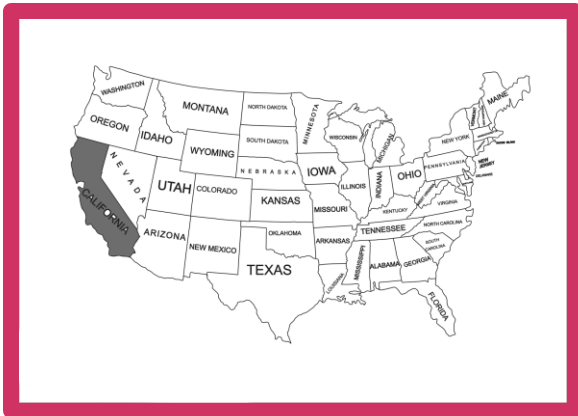 WASHINGTON
MONTANA
NORTH DAKOTA
MINNESOTA
MAINE
OREGON
IDAHO
SOUTH DAKOTA
WISCONSIN
MICHIGAN
NEW YORK
VERMONT
WYOMING
NEBRASKA
IOWA
PENNSYLVANIA
NEW
JERSEY
NEVADA
UTAH
COLORADO
ILLINOIS
INDIANA
OHIO
CALIFORNIA
KANSAS
MISSOURI
KENTUCKY
VIRGINIA
ARIZONA
NEW MEXICO
OKLAHOMA
ARKANSAS
TENNESSEE
NORTH CAROLINA
SOUTH
CAROLINA
TEXAS
LOUISIANA
MISSISSIPPI
ALABAMA
GEORGIA
FLORIDA